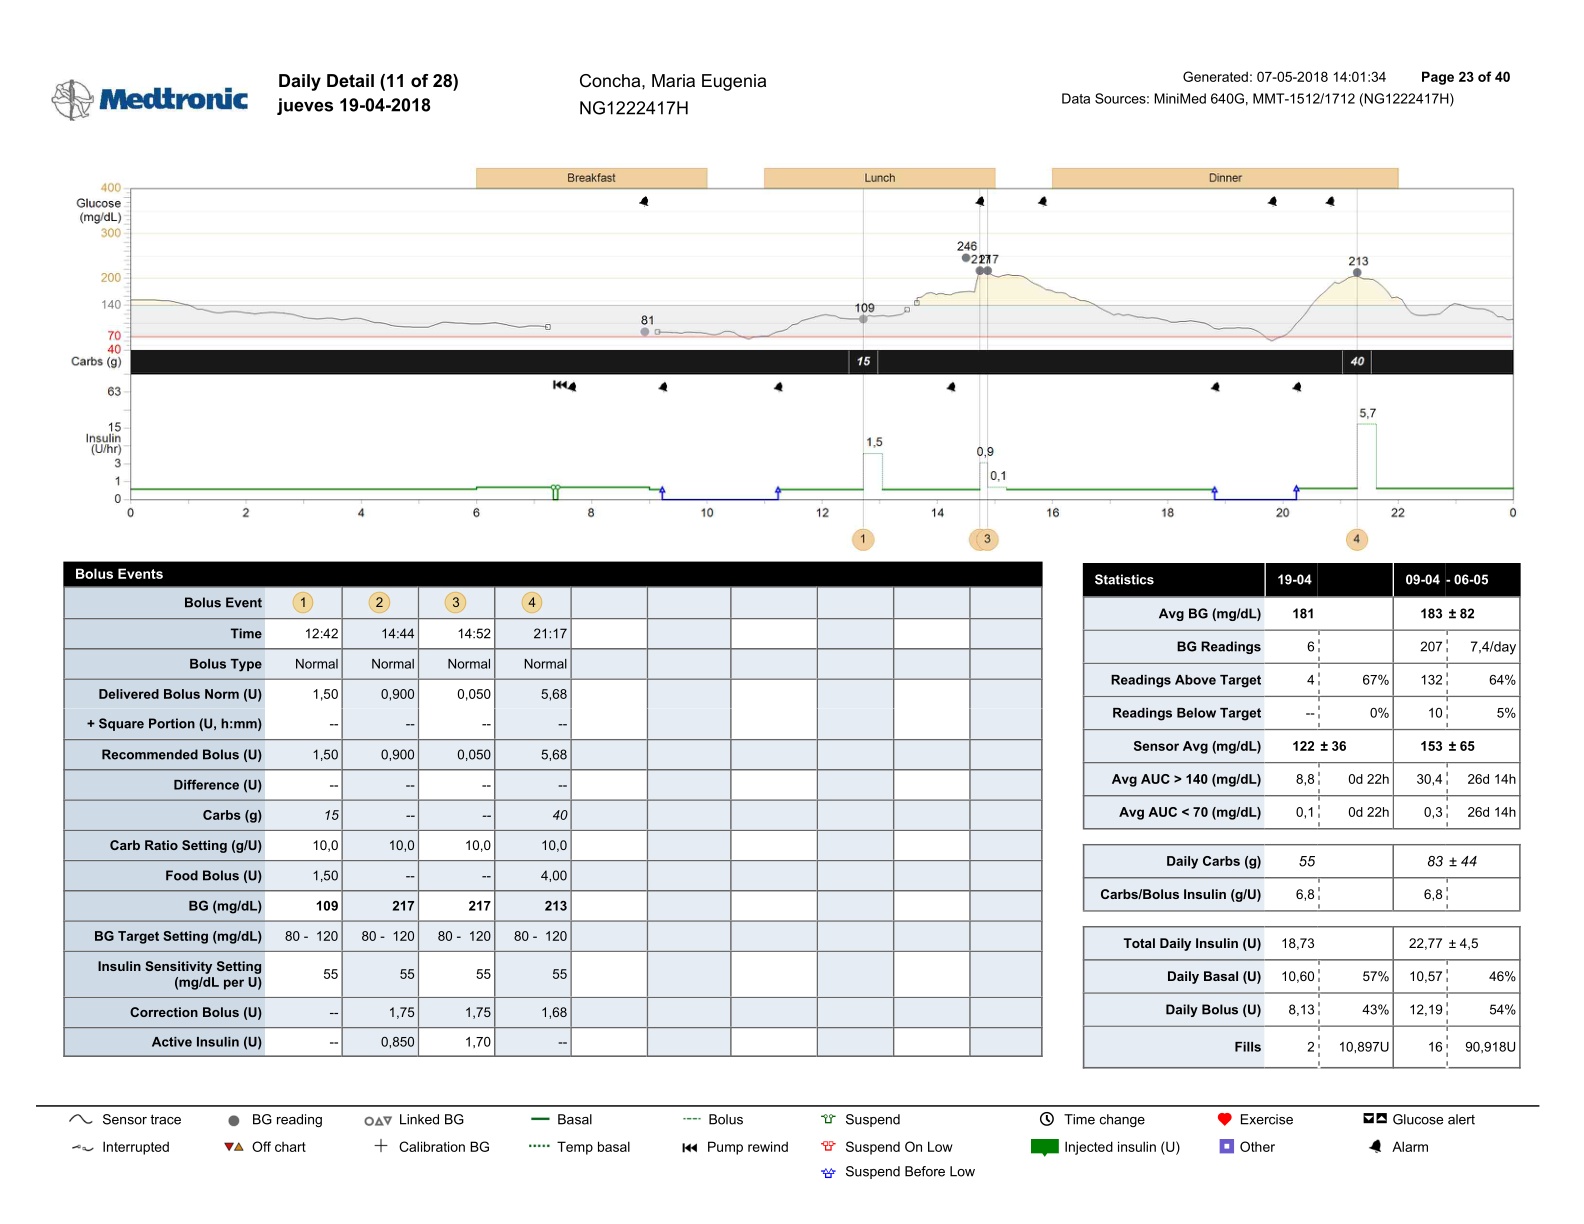 Medtronic
Daily Detail (11 of 28)
jueves 19-04-2018
Concha, Maria Eugenia
NG1222417H
Generated: 07-05-2018 14:01:34 Page 23 of 40
Data Sources: MiniMed 640G, MMT-1512/1712 (NG1222417H)
Breakfast Lunch Dinner
400
Glucose
(mg/dL)
300
246
217 213
200
140
109
81
70
40
Carbs (g) 15 40
63
15
Insulin
(U/hr)
5,7
1,5
0,9
3
0,1
1
0
0 2 4 6 8 10 12 14 16 18 20 22 0
1 3 4
Bolus Events
Bolus Event 1 2 3 4
Time 12:42 14:44 14:52 21:17
Bolus Type Normal Normal Normal Normal
Delivered Bolus Norm (U) 1,50 0,900 0,050 5,68
+ Square Portion (U, h:mm) -- -- -- --
Recommended Bolus (U) 1,50 0,900 0,050 5,68
Difference (U) -- -- -- --
Carbs (g) 15 -- -- 40
Carb Ratio Setting (g/U) 10,0 10,0 10,0 10,0
Food Bolus (U) 1,50 -- -- 4,00
BG (mg/dL) 109 217 217 213
BG Target Setting (mg/dL) 80 - 120 80 - 120 80 - 120 80 - 120
Insulin Sensitivity Setting
(mg/dL per U) 55 55 55 55
Correction Bolus (U) -- 1,75 1,75 1,68
Active Insulin (U) -- 0,850 1,70 --
Statistics 19-04 09-04 - 06-05
Avg BG (mg/dL) 181 183 ± 82
BG Readings 6 207 7,4/day
Readings Above Target 4 67% 132 64%
Readings Below Target -- 0% 10 5%
Sensor Avg (mg/dL) 122 ± 36 153 ± 65
Avg AUC > 140 (mg/dL) 8,8 0d 22h 30,4 26d 14h
Avg AUC < 70 (mg/dL) 0,1 0d 22h 0,3 26d 14h
Daily Carbs (g) 55 83 ± 44
Carbs/Bolus Insulin (g/U) 6,8 6,8
Total Daily Insulin (U) 18,73 22,77 ± 4,5
Daily Basal (U) 10,60 57% 10,57 46%
Daily Bolus (U) 8,13 43% 12,19 54%
Fills 2 10,897U 16 90,918U
Sensor trace BG reading Linked BG Basal Bolus Suspend Time change Exercise Glucose alert
Interrupted Off chart Calibration BG Temp basal Pump rewind Suspend On Low Injected insulin (U) Other Alarm
Suspend Before Low